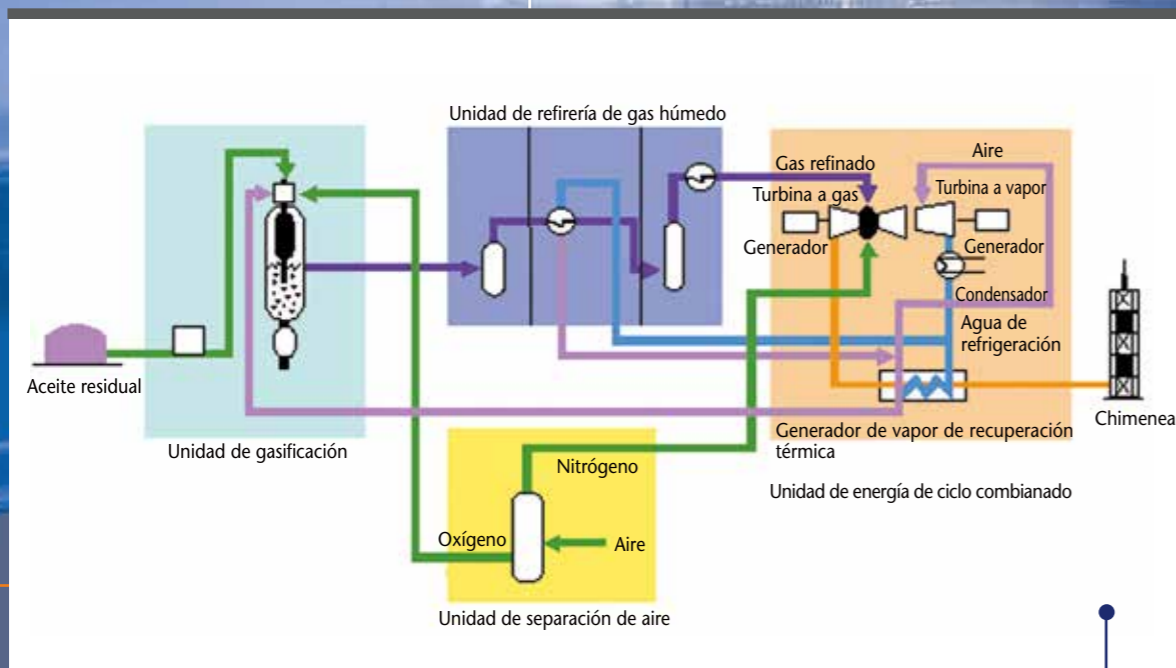 Unidad de refirería de gas húmedo
Gas refinado
Aire
Turbina a gas
Turbina a vapor
Generador
Generador
Condensador
Agua de
refrigeración
Aceite residual
Chimenea
Unidad de gasificación
Generador de vapor de recuperación
térmica
Nitrógeno
Unidad de energía de ciclo combianado
Oxígeno
Aire
Unidad de separación de aire